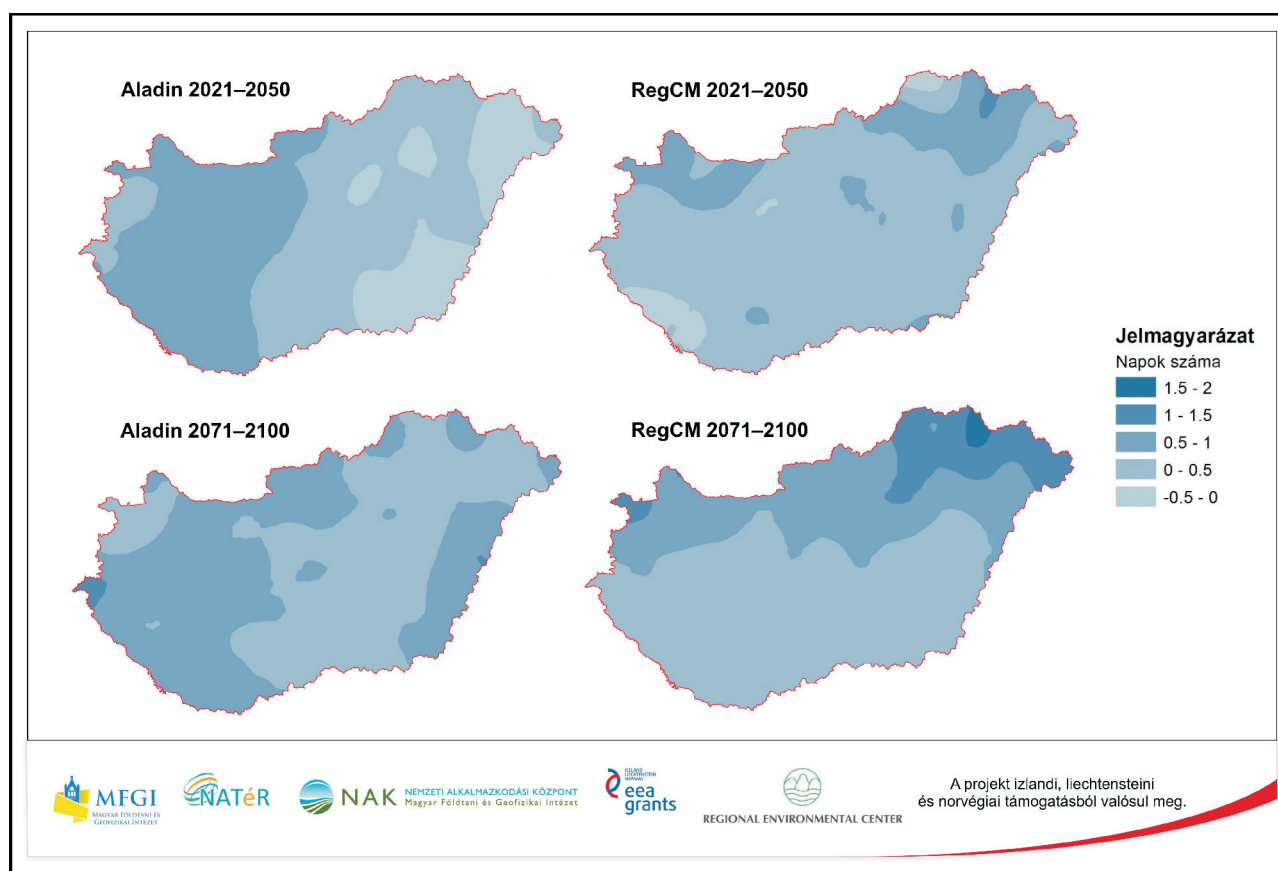 Aladin 2021–2050
RegCM 2021–2050
Aladin 2071–2100
RegCM 2071–2100
Jelmagyarázat
Napok száma
1.5 - 2
1 - 1.5
0.5 - 1
0 - 0.5
-0.5 - 0
MFGI
MAGYAR FÖLDTANI ÉS
GEOFIZIKAI INTÉZET
NATéR
NAK
NEMZETI ALKALMAZKODÁSI KÖZPONT
Magyar Földtani és Geofizikai Intézet
ICELAND
LIECHTENSTEIN
NORWAY
eea
grants
REGIONAL ENVIRONMENTAL CENTER
A projekt izlandi, liechtensteini
és norvégiai támogatásból valósul meg.